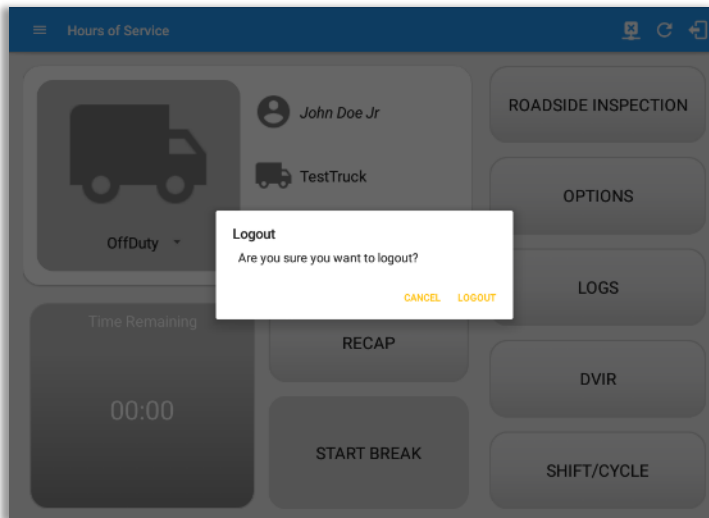 Hours of Service
John Doe Jr
TestTruck
OffDuty
Logout
Are you sure you want to logout?
CANCEL LOGOUT
Time Remaining
00:00
RECAP
START BREAK
ROADSIDE INSPECTION
OPTIONS
LOGS
DVIR
SHIFT/CYCLE